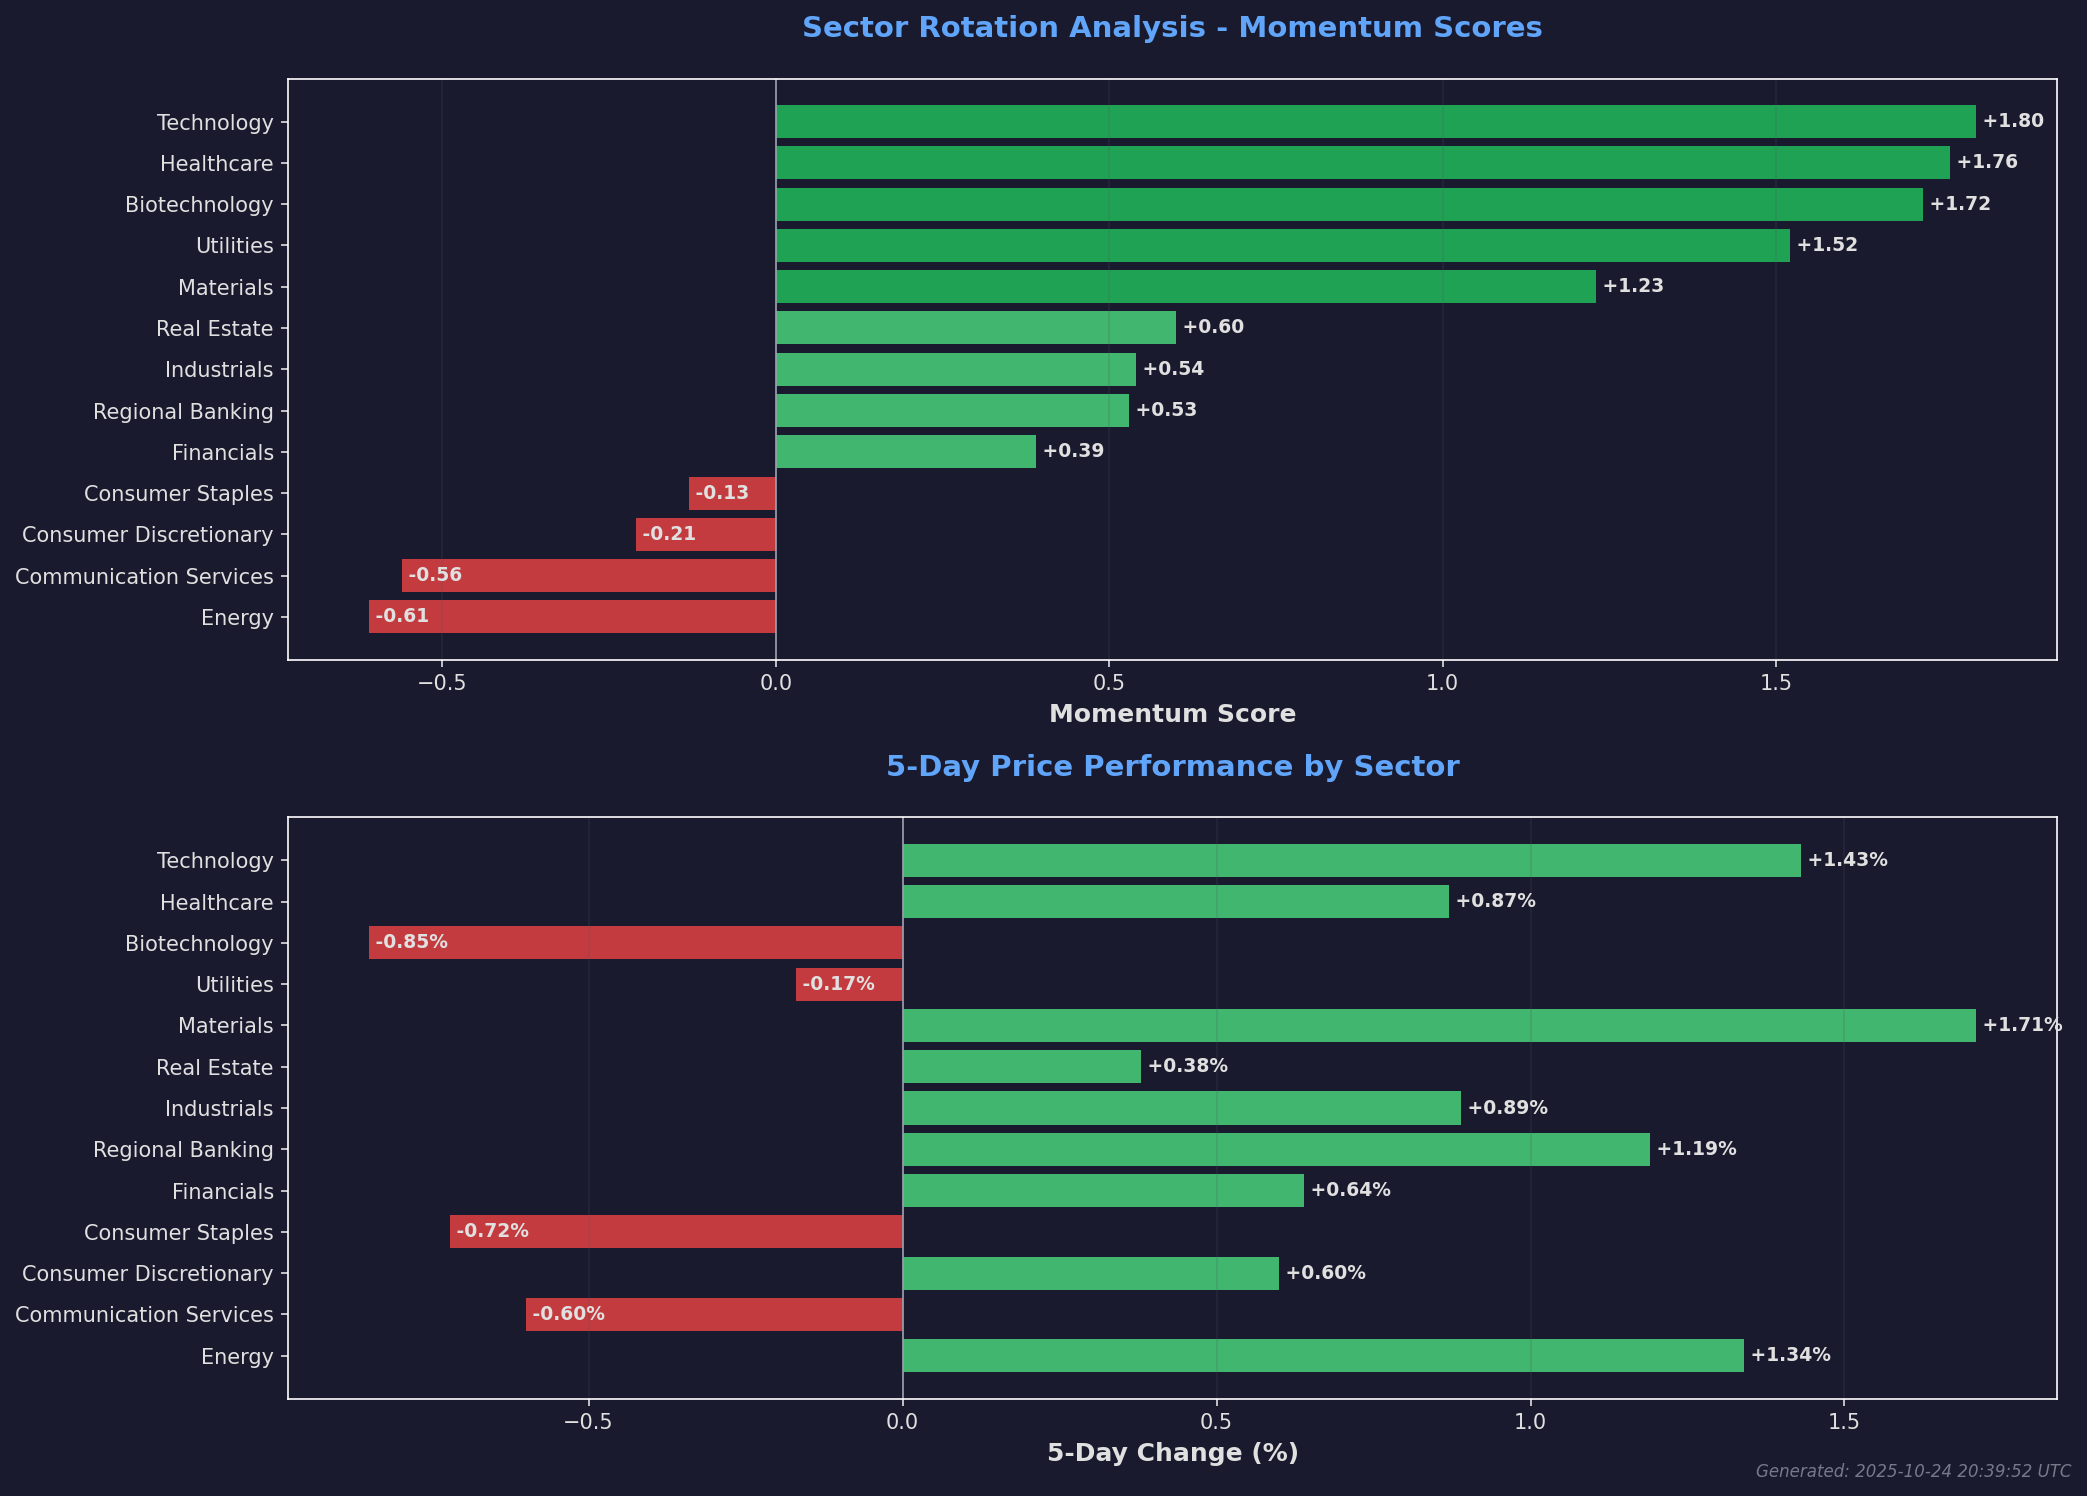 Sector Rotation Analysis - Momentum Scores
Technology +1.80
Healthcare +1.76
Biotechnology +1.72
Utilities +1.52
Materials +1.23
Real Estate +0.60
Industrials +0.54
Regional Banking +0.53
Financials +0.39
Consumer Staples -0.13
Consumer Discretionary -0.21
Communication Services -0.56
Energy -0.61
−0.5 0.0 0.5 1.0 1.5
Momentum Score
5-Day Price Performance by Sector
Technology +1.43%
Healthcare +0.87%
Biotechnology -0.85%
Utilities -0.17%
Materials +1.71%
Real Estate +0.38%
Industrials +0.89%
Regional Banking +1.19%
Financials +0.64%
Consumer Staples -0.72%
Consumer Discretionary +0.60%
Communication Services -0.60%
Energy +1.34%
−0.5 0.0 0.5 1.0 1.5
5-Day Change (%)
Generated: 2025-10-24 20:39:52 UTC